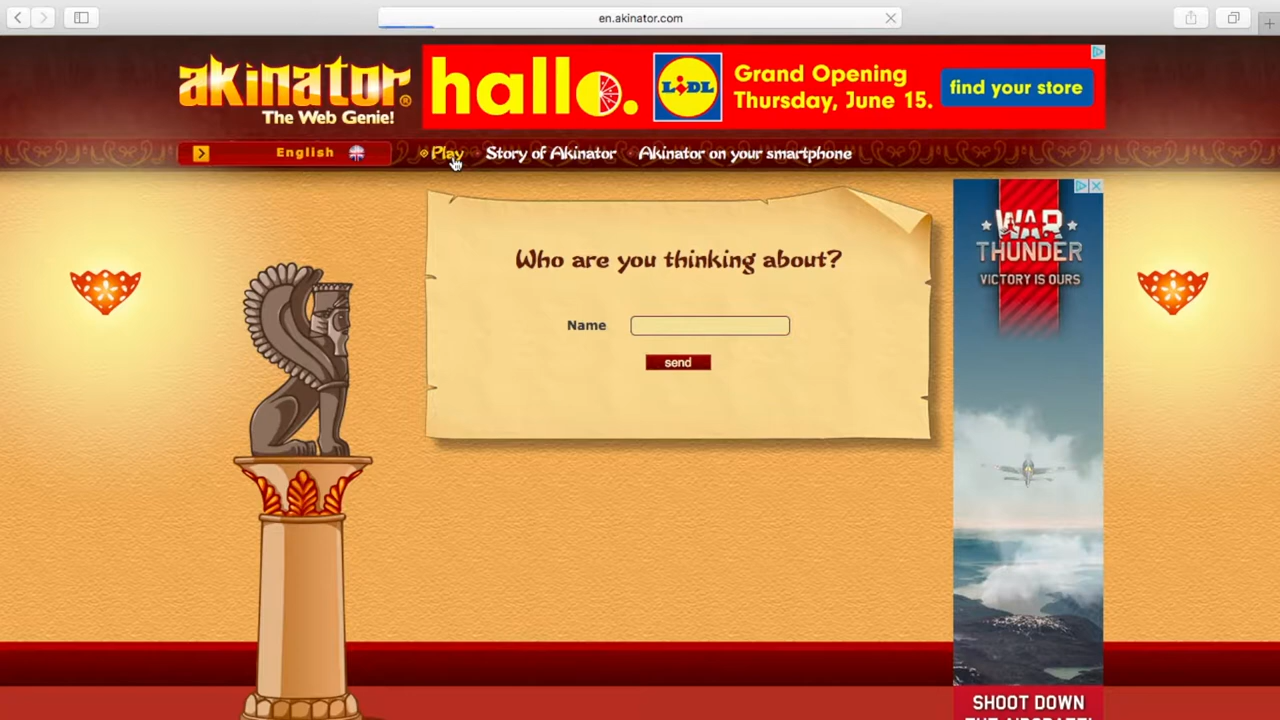 en.akinator.com
akinator®
The Web Genie!
hallo.
LIDL
Grand Opening
Thursday, June 15.
find your store
English
Play
Story of Akinator
Akinator on your smartphone
Who are you thinking about?
Name
send
WAR
THUNDER
VICTORY IS OURS
SHOOT DOWN
THE AIRCRAFT!